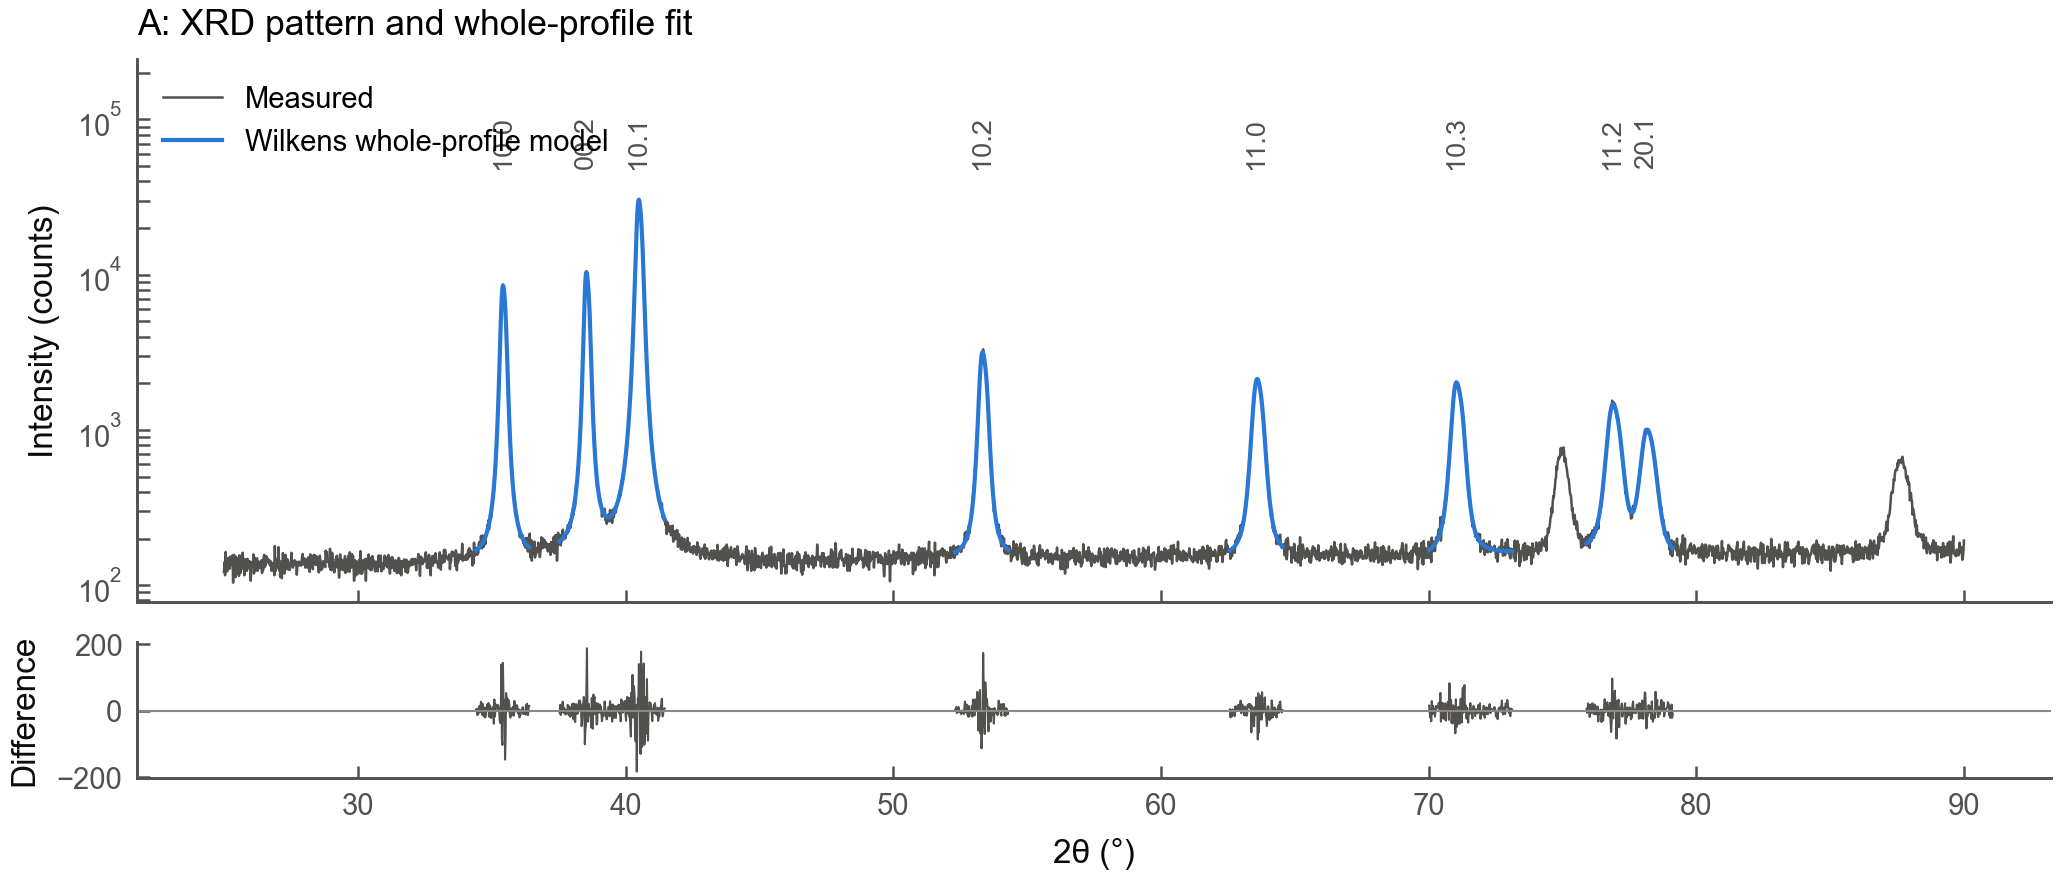 A: XRD pattern and whole-profile fit
Measured
Wilkens whole-profile model
10.0
00.2
10.1
10.2
11.0
10.3
11.2
20.1
Intensity (counts)
10^5
10^4
10^3
10^2
Difference
200
0
−200
30 40 50 60 70 80 90
2θ (°)